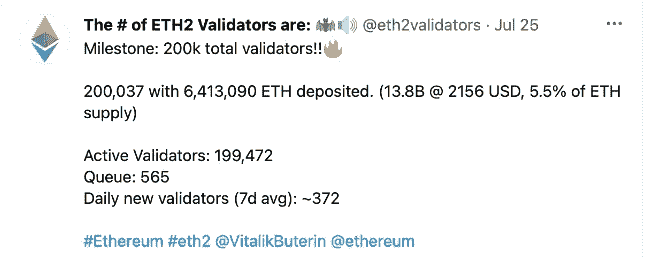 The # of ETH2 Validators are: 🦇🔊 @eth2validators · Jul 25 ···
Milestone: 200k total validators!!🔥
200,037 with 6,413,090 ETH deposited. (13.8B @ 2156 USD, 5.5% of ETH
supply)
Active Validators: 199,472
Queue: 565
Daily new validators (7d avg): ~372
#Ethereum #eth2 @VitalikButerin @ethereum